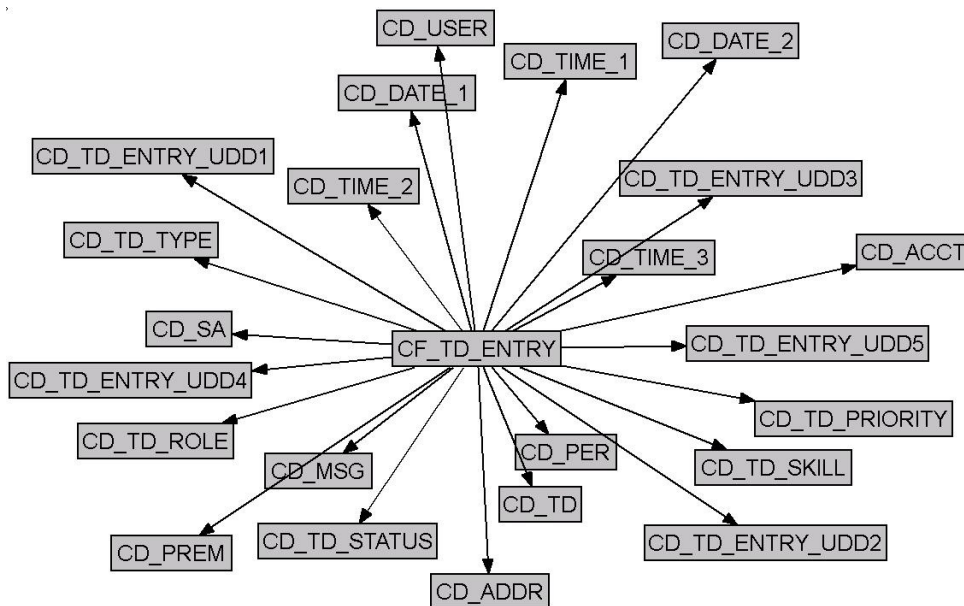 CD_USER
CD_DATE_2
CD_TIME_1
CD_DATE_1
CD_TD_ENTRY_UDD1
CD_TIME_2
CD_TD_ENTRY_UDD3
CD_TD_TYPE
CD_TIME_3
CD_ACCT
CD_SA
CF_TD_ENTRY
CD_TD_ENTRY_UDD5
CD_TD_ENTRY_UDD4
CD_TD_PRIORITY
CD_TD_ROLE
CD_PER
CD_MSG
CD_TD_SKILL
CD_TD
CD_PREM
CD_TD_STATUS
CD_TD_ENTRY_UDD2
CD_ADDR